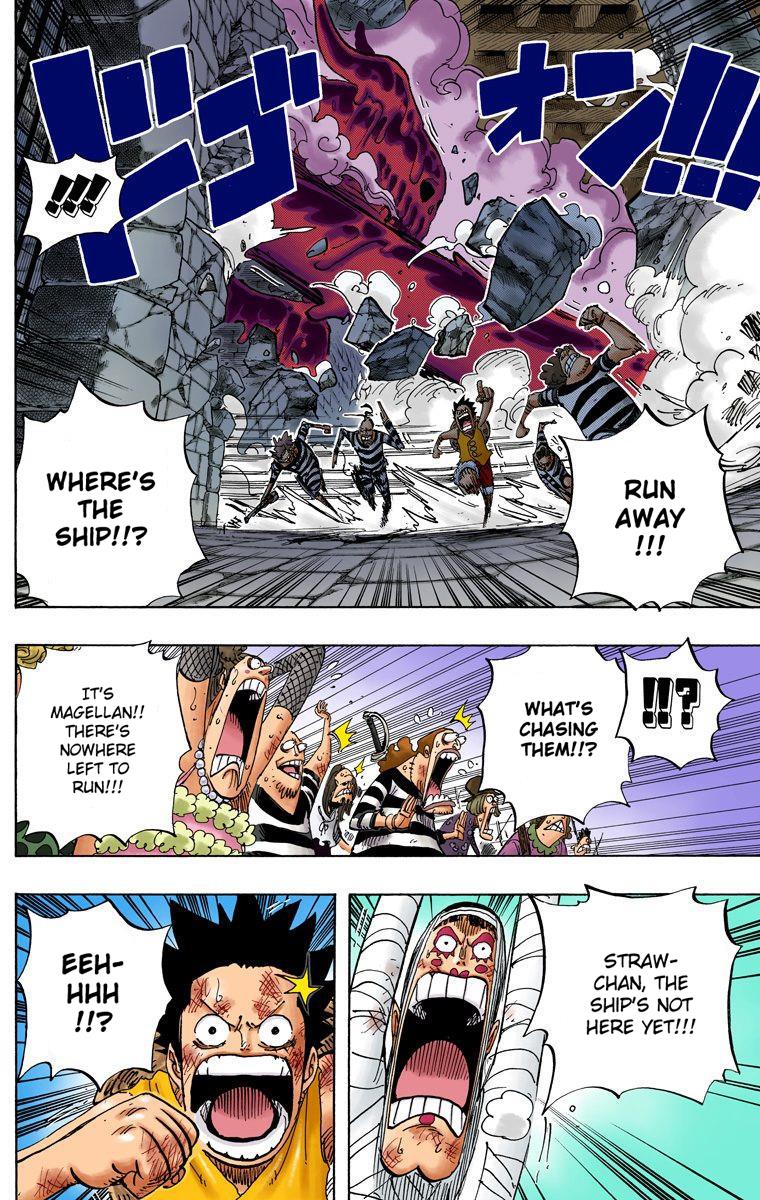 ドゴ
オン!!!
!!!
RUN
AWAY
!!!
WHERE'S
THE
SHIP!!?
!!?
WHAT'S
CHASING
THEM!!?
IT'S
MAGELLAN!!
THERE'S
NOWHERE
LEFT TO
RUN!!!
STRAW-
CHAN, THE
SHIP'S NOT
HERE YET!!!
EEH-
HHH
!!?